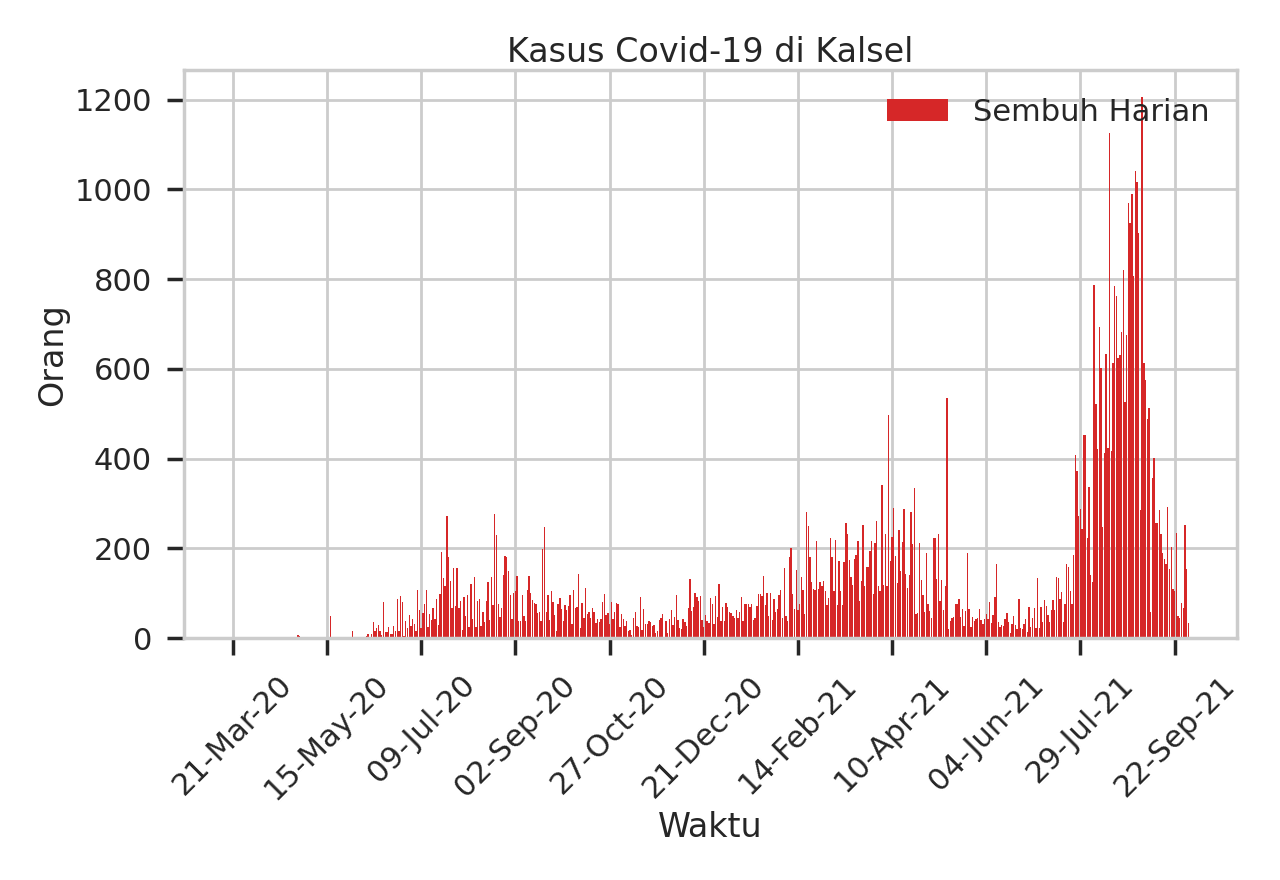 Kasus Covid-19 di Kalsel
Sembuh Harian
Orang
1200
1000
800
600
400
200
0
21-Mar-20
15-May-20
09-Jul-20
02-Sep-20
27-Oct-20
21-Dec-20
14-Feb-21
10-Apr-21
04-Jun-21
29-Jul-21
22-Sep-21
Waktu